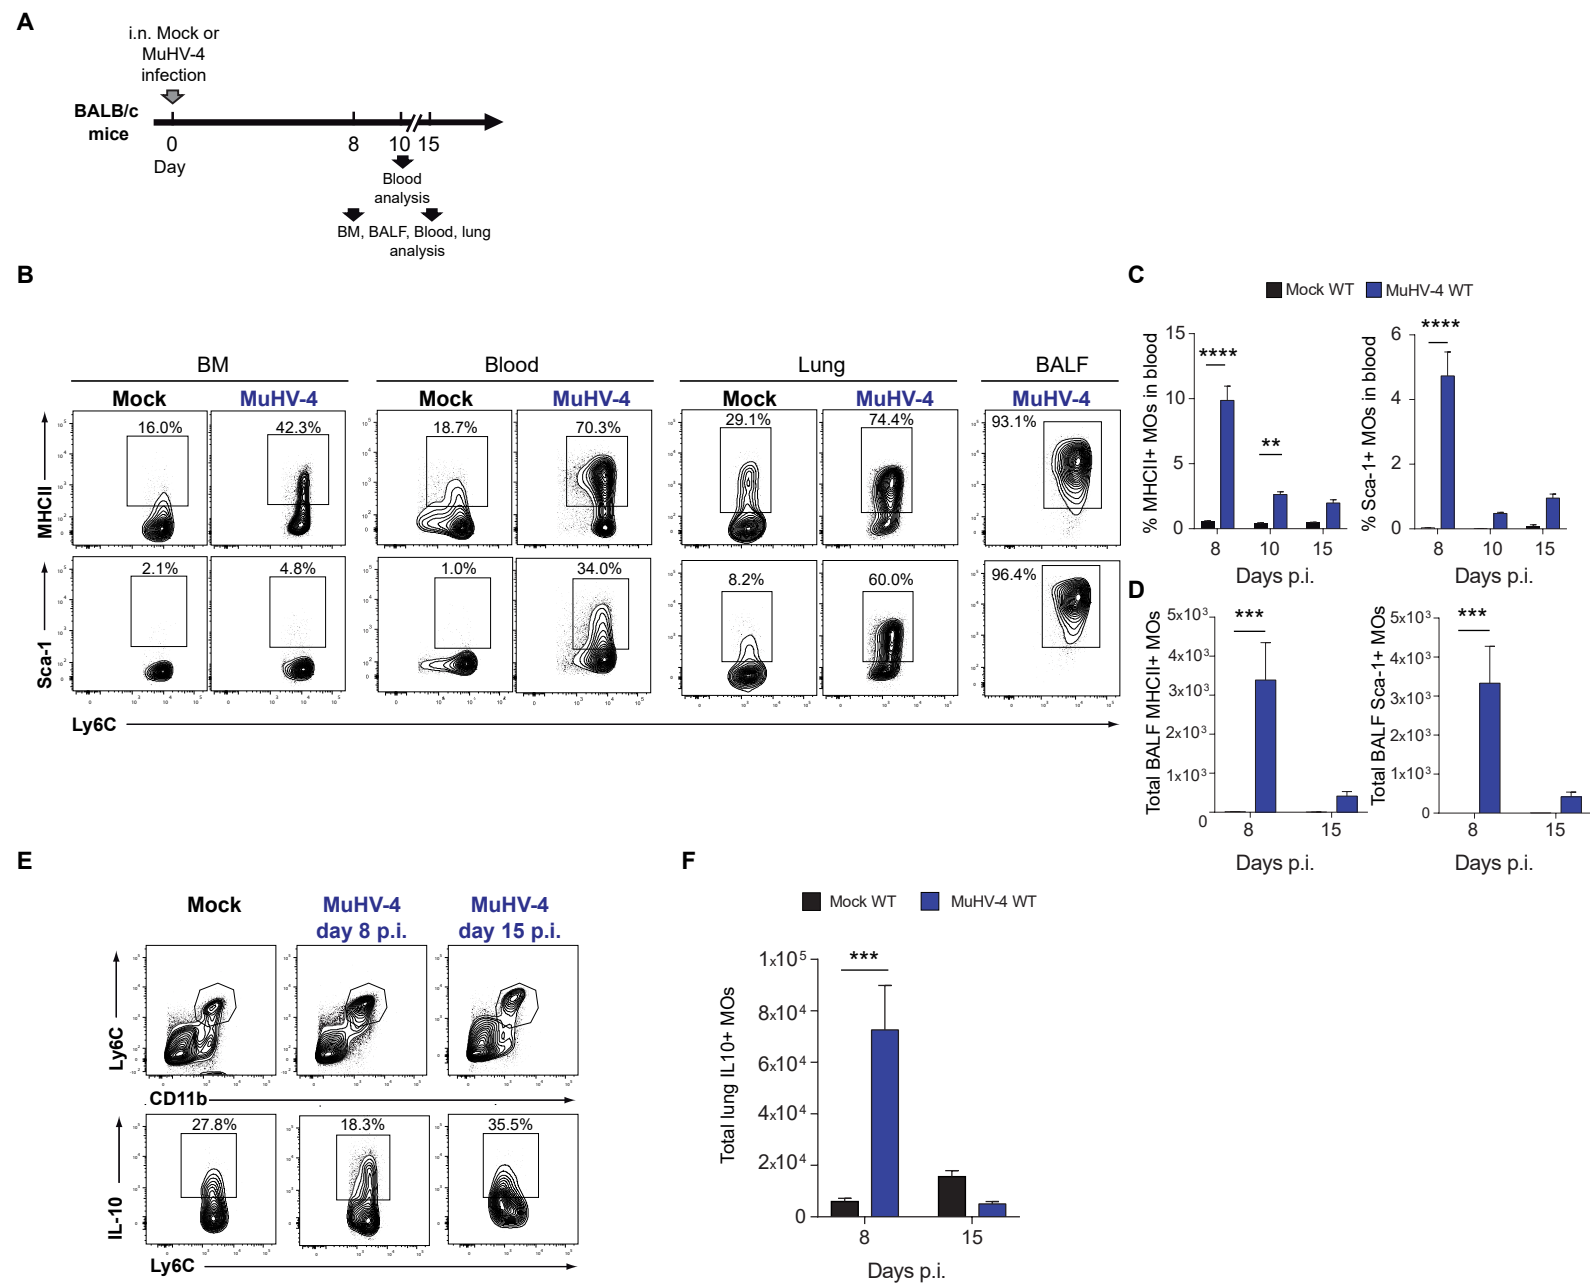 A
i.n. Mock or
MuHV-4
infection
BALB/c
mice
0
8
10
15
Day
Blood
analysis
BM, BALF, Blood, lung
analysis
B
BM
Blood
Lung
BALF
Mock
MuHV-4
Mock
MuHV-4
Mock
MuHV-4
MuHV-4
MHCII
16.0%
42.3%
18.7%
70.3%
29.1%
74.4%
93.1%
Sca-1
2.1%
4.8%
1.0%
34.0%
8.2%
60.0%
96.4%
Ly6C
C
Mock WT
MuHV-4 WT
% MHCII+ MOs in blood
15
10
5
0
****
**
8
10
15
Days p.i.
% Sca-1+ MOs in blood
6
4
2
0
****
8
10
15
Days p.i.
D
Total BALF MHCII+ MOs
5x10³
4x10³
3x10³
2x10³
1x10³
0
***
8
15
Days p.i.
Total BALF Sca-1+ MOs
5x10³
4x10³
3x10³
2x10³
1x10³
0
***
8
15
Days p.i.
E
Mock
MuHV-4
day 8 p.i.
MuHV-4
day 15 p.i.
Ly6C
CD11b
27.8%
18.3%
35.5%
IL-10
Ly6C
F
Mock WT
MuHV-4 WT
Total lung IL10+ MOs
1x10⁵
8x10⁴
6x10⁴
4x10⁴
2x10⁴
0
***
8
15
Days p.i.